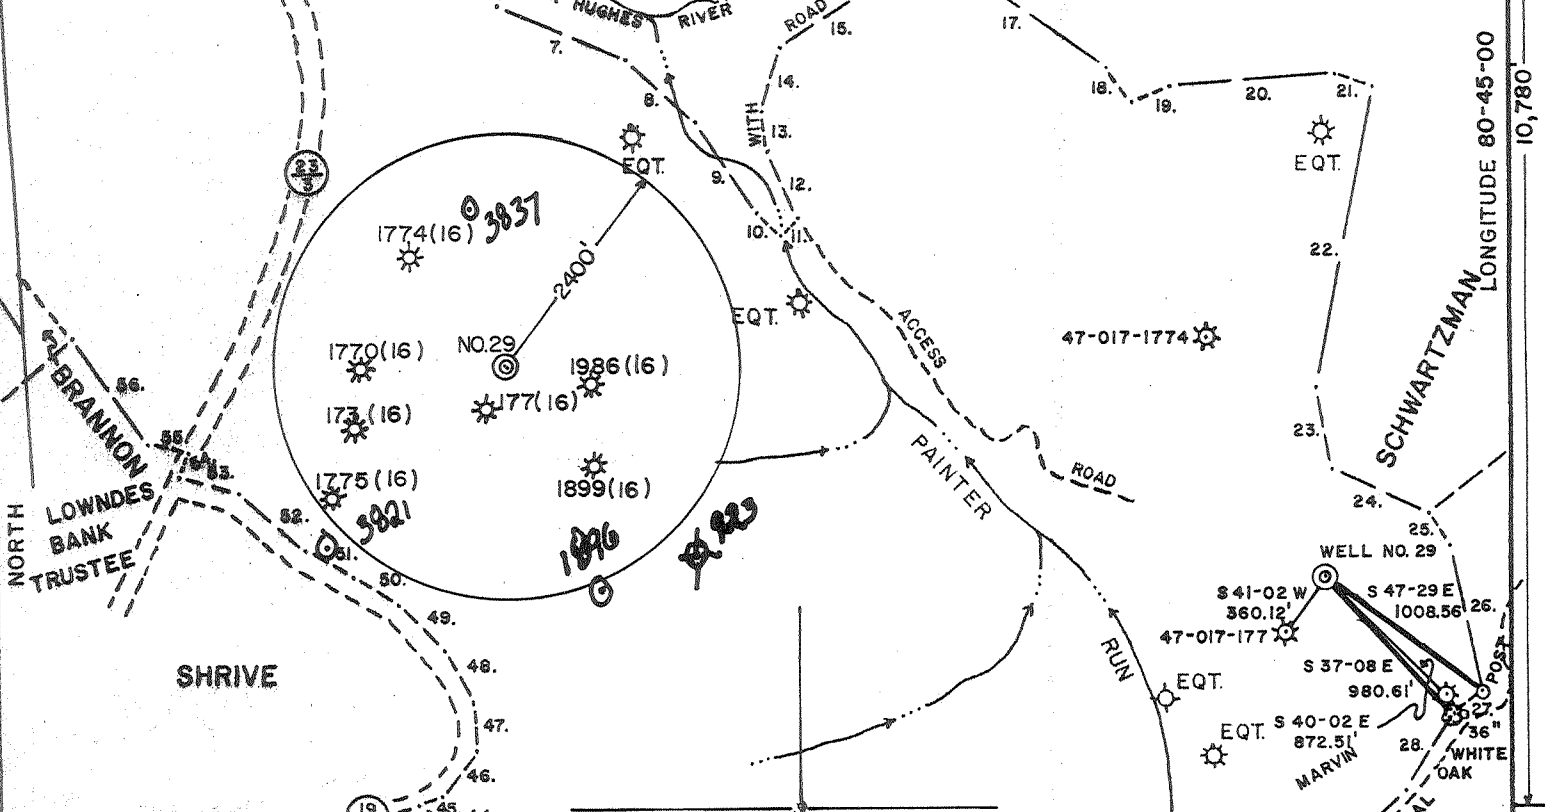 HUGHES
RIVER
ROAD
15.
17.
7.
14.
18.
19.
20.
21.
LONGITUDE 80-45-00
10,780'
8.
WITH
13.
EQT.
EQT.
23
3
9.
12.
3837
1774(16)
10.
11.
22.
2400'
EQT.
ACCESS
47-017-1774
SCHWARTZMAN
NO.29
1770(16)
1986(16)
177(16)
173 (16)
56.
BRANNON
55.
53.
23.
PAINTER
ROAD
1775(16)
1899(16)
3821
24.
25.
LOWNDES
BANK
TRUSTEE
NORTH
52.
51.
50.
1896
923
WELL NO. 29
S 41-02 W
360.12'
S 47-29 E
1008.56'
26.
47-017-177
49.
48.
SHRIVE
RUN
S 37-08 E
980.61'
POST
EQT.
EQT.
S 40-02 E
872.51'
27.
36"
WHITE
OAK
28.
MARVIN
47.
46.
45.
19